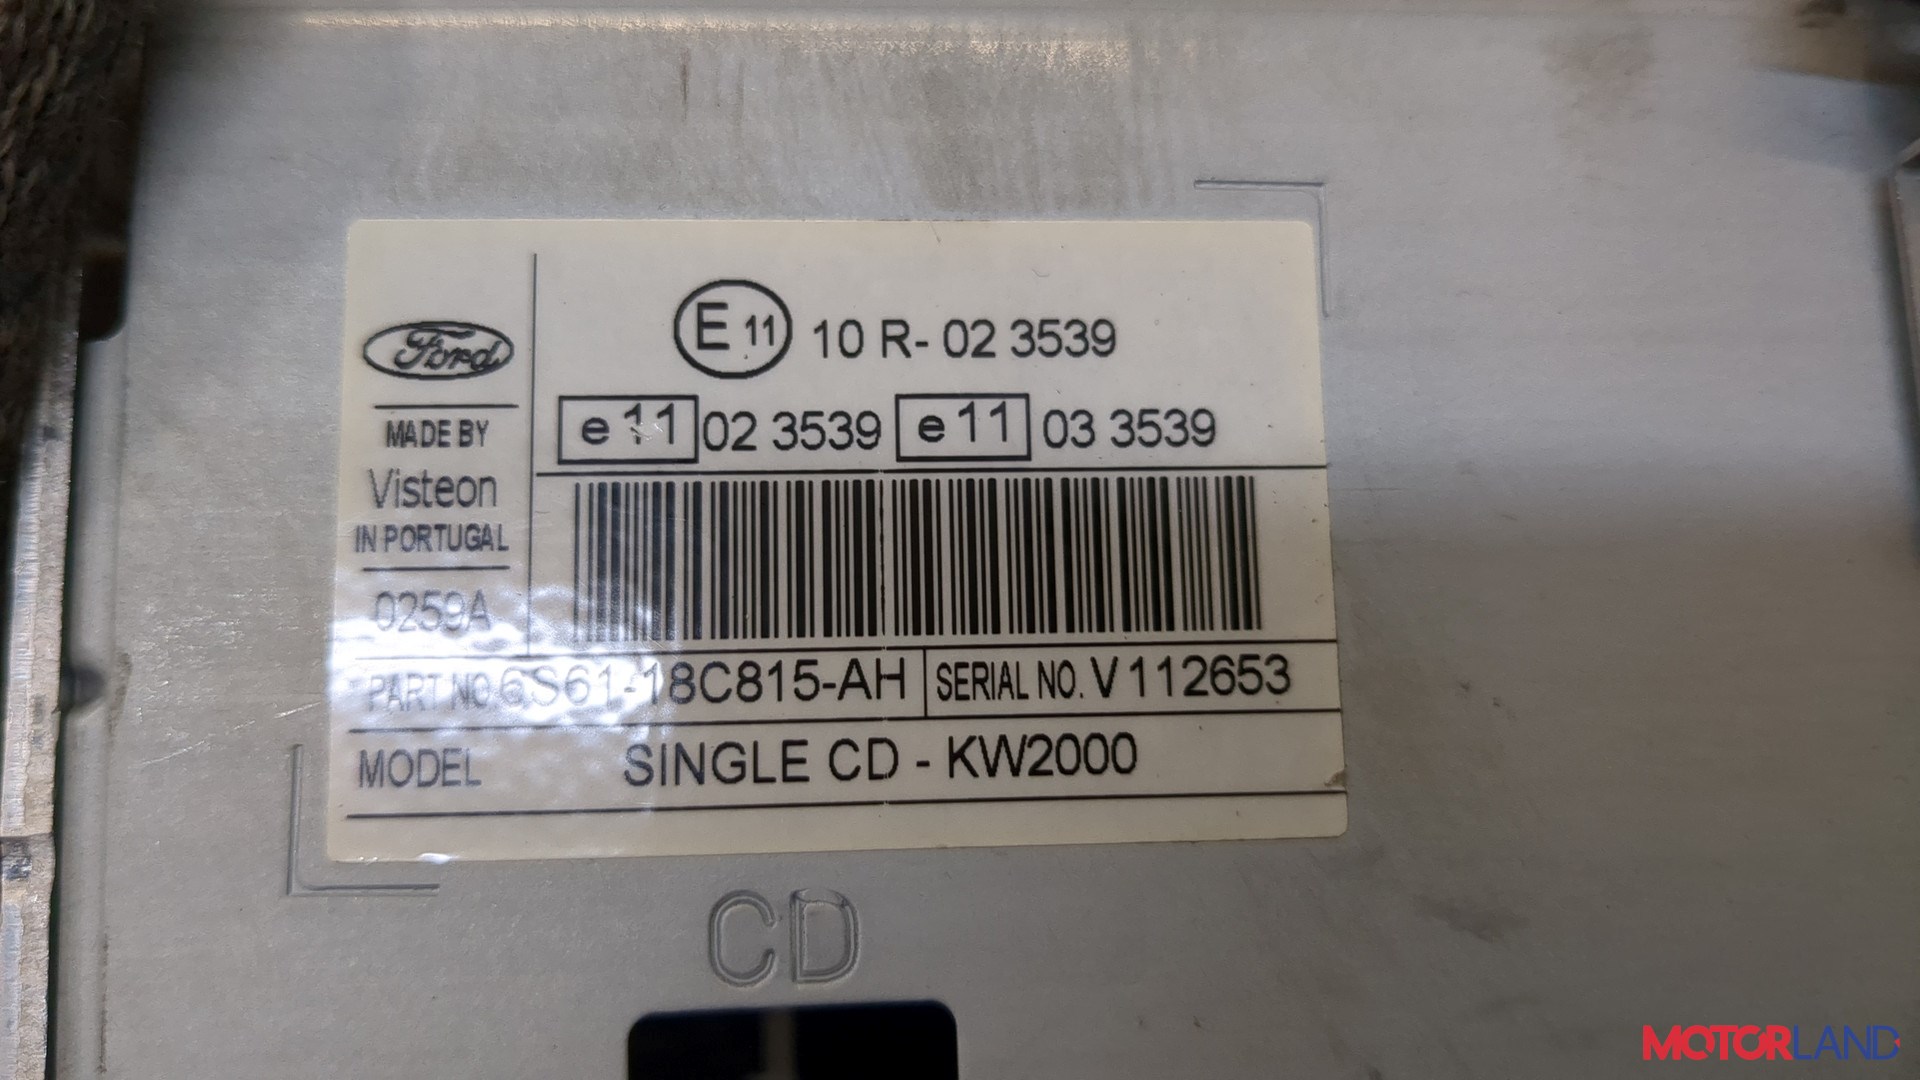 Ford
MADE BY
Visteon
IN PORTUGAL
0259A
E 11 10 R- 02 3539
e 11 02 3539 e 11 03 3539
PART NO. 6S61-18C815-AH SERIAL NO. V 112653
MODEL SINGLE CD - KW2000
CD
MOTORLAND